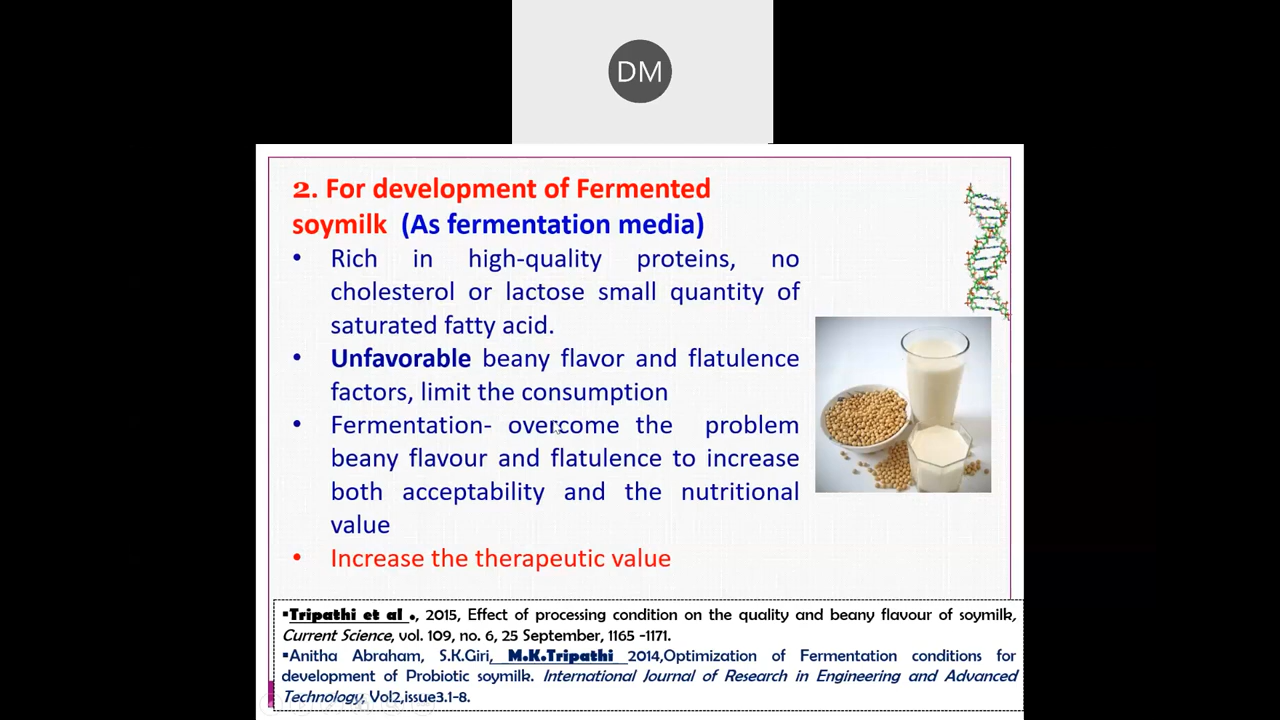 DM
2. For development of Fermented
soymilk (As fermentation media)
• Rich in high-quality proteins, no
cholesterol or lactose small quantity of
saturated fatty acid.
• Unfavorable beany flavor and flatulence
factors, limit the consumption
• Fermentation- overcome the problem
beany flavour and flatulence to increase
both acceptability and the nutritional
value
• Increase the therapeutic value
▪Tripathi et al ., 2015, Effect of processing condition on the quality and beany flavour of soymilk,
Current Science, vol. 109, no. 6, 25 September, 1165 -1171.
▪Anitha Abraham, S.K.Giri, M.K.Tripathi 2014,Optimization of Fermentation conditions for
development of Probiotic soymilk. International Journal of Research in Engineering and Advanced
Technology, Vol2,issue3.1-8.